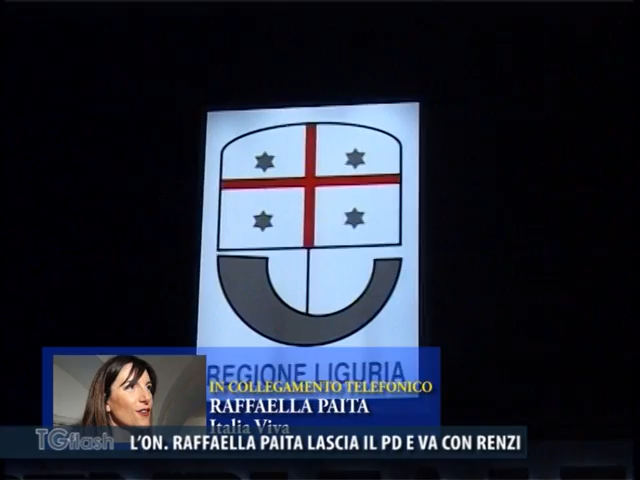 REGIONE LIGURIA
IN COLLEGAMENTO TELEFONICO
RAFFAELLA PAITA
Italia Viva
TGflash
L'ON. RAFFAELLA PAITA LASCIA IL PD E VA CON RENZI